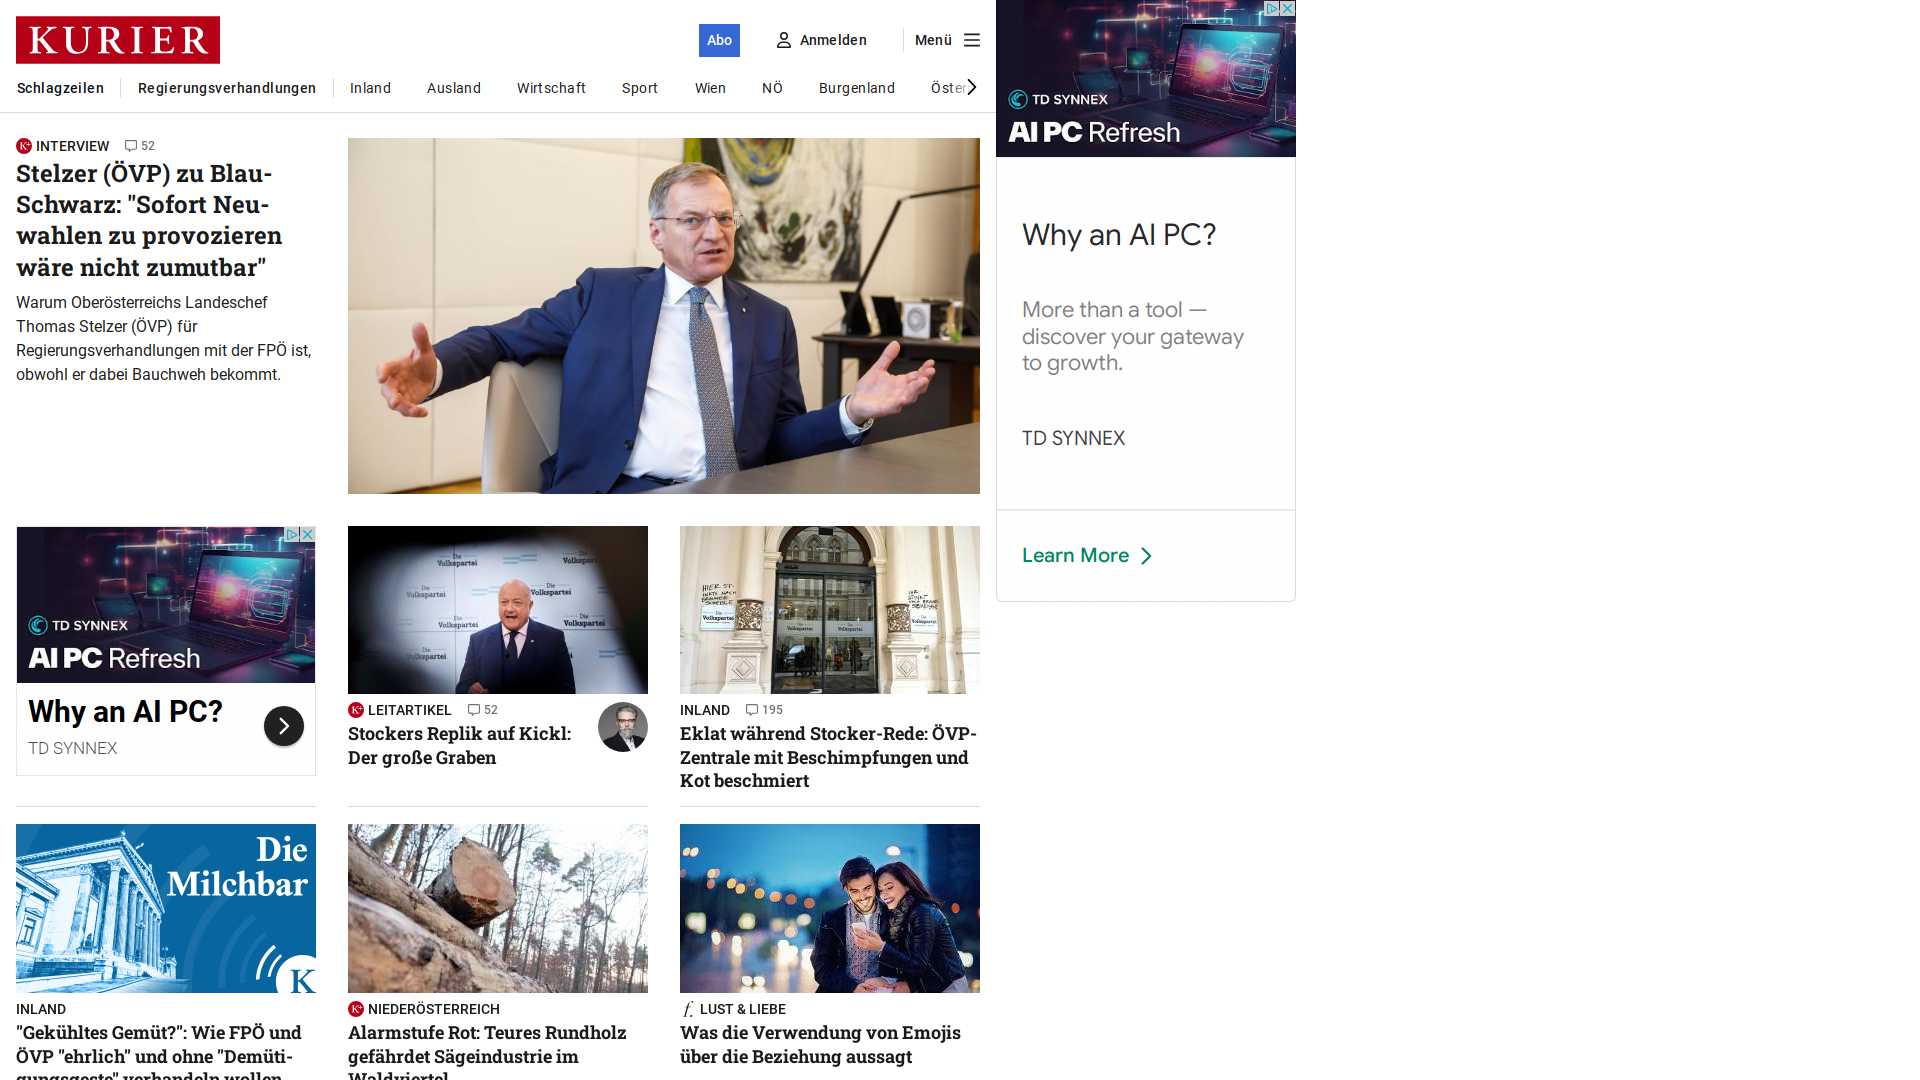 KURIER
Abo
Anmelden
Menü
Schlagzeilen
Regierungsverhandlungen
Inland
Ausland
Wirtschaft
Sport
Wien
NÖ
Burgenland
Öster
INTERVIEW
52
Stelzer (ÖVP) zu Blau-
Schwarz: "Sofort Neu-
wahlen zu provozieren
wäre nicht zumutbar"
Warum Oberösterreichs Landeschef
Thomas Stelzer (ÖVP) für
Regierungsverhandlungen mit der FPÖ ist,
obwohl er dabei Bauchweh bekommt.
TD SYNNEX
AI PC Refresh
Why an AI PC?
More than a tool —
discover your gateway
to growth.
TD SYNNEX
Learn More
TD SYNNEX
AI PC Refresh
Why an AI PC?
TD SYNNEX
Die
Volkspartei
LEITARTIKEL
52
Stockers Replik auf Kickl:
Der große Graben
INLAND
195
Eklat während Stocker-Rede: ÖVP-
Zentrale mit Beschimpfungen und
Kot beschmiert
Die
Milchbar
K
INLAND
"Gekühltes Gemüt?": Wie FPÖ und
ÖVP "ehrlich" und ohne "Demüti-
gungsgeste" verhandeln wollen
NIEDERÖSTERREICH
Alarmstufe Rot: Teures Rundholz
gefährdet Sägeindustrie im
Waldviertel
f.
LUST & LIEBE
Was die Verwendung von Emojis
über die Beziehung aussagt